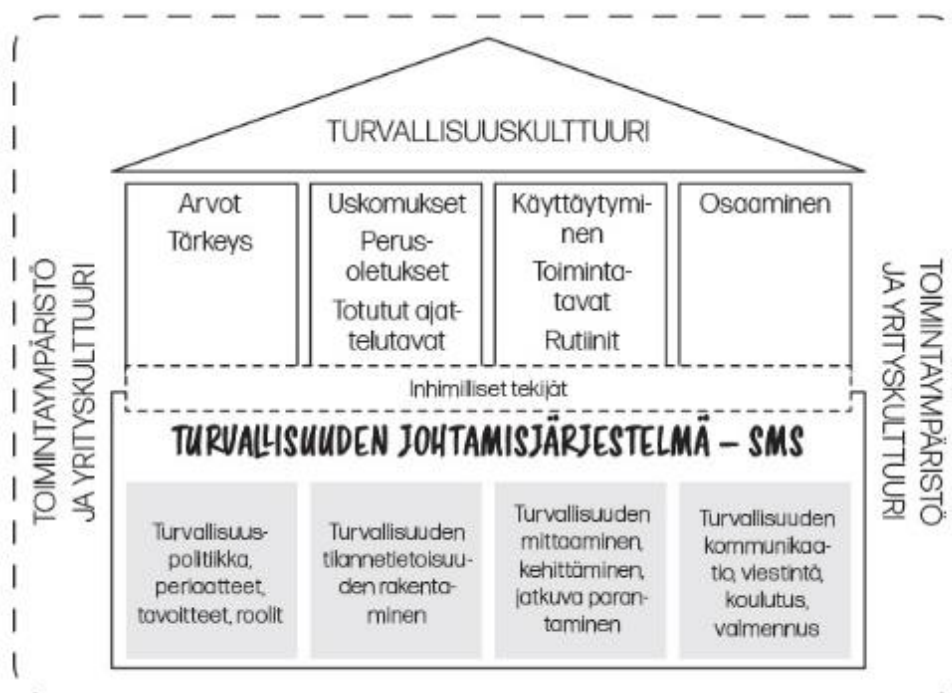 TURVALLISUUSKULTTUURI
Arvot
Tärkeys
Uskomukset
Perus-
oletukset
Totutut ajat-
telutavat
Käyttäytymi-
nen
Toiminta-
tavat
Rutiinit
Osaaminen
TOIMINTAYMPÄRISTÖ
JA YRITYSKULTTUURI
TOIMINTAYMPÄRISTÖ
JA YRITYSKULTTUURI
Inhimilliset tekijät
TURVALLISUUDEN JOHTAMISJÄRJESTELMÄ – SMS
Turvallisuus-
politiikka,
periaatteet,
tavoitteet, roolit
Turvallisuuden
tilannetietoisuu-
den rakenta-
minen
Turvallisuuden
mittaaminen,
kehittäminen,
jatkuva paran-
taminen
Turvallisuuden
kommunikaa-
tio, viestintä,
koulutus,
valmennus